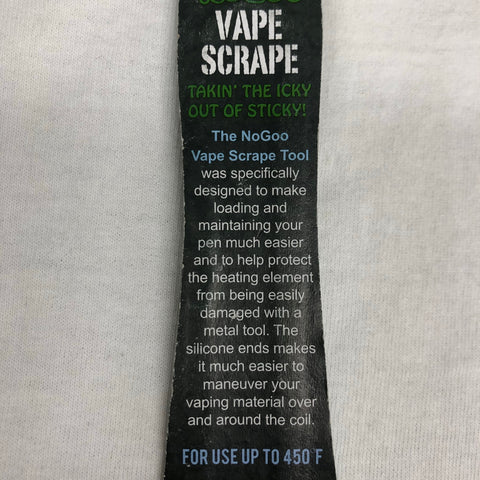 VAPE
SCRAPE
TAKIN' THE ICKY
OUT OF STICKY!
The NoGoo
Vape Scrape Tool
was specifically
designed to make
loading and
maintaining your
pen much easier
and to help protect
the heating element
from being easily
damaged with a
metal tool. The
silicone ends makes
it much easier to
maneuver your
vaping material over
and around the coil.
FOR USE UP TO 450°F